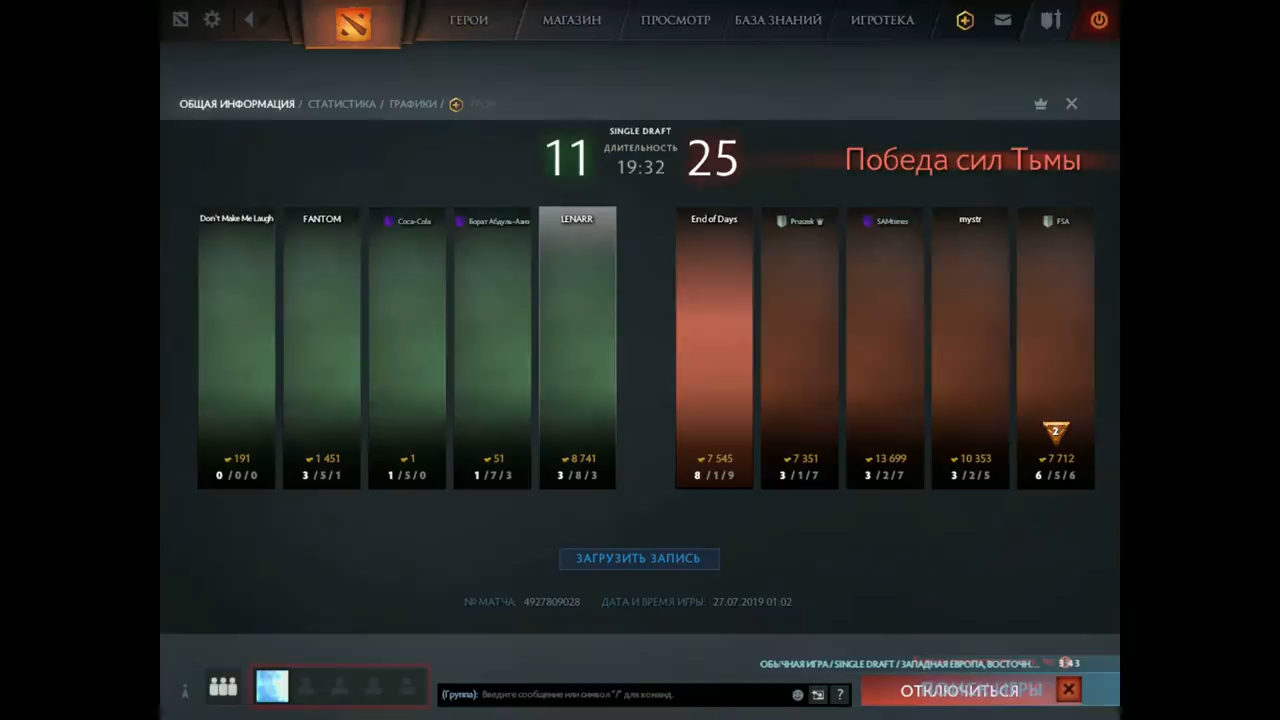 ГЕРОИ МАГАЗИН ПРОСМОТР БАЗА ЗНАНИЙ ИГРОТЕКА
ОБЩАЯ ИНФОРМАЦИЯ / СТАТИСТИКА / ГРАФИКИ /
SINGLE DRAFT
11 ДЛИТЕЛЬНОСТЬ 25
19:32
Победа сил Тьмы
Don't Make Me Laugh FANTOM Coca-Cola Борат Абдуль-Азиз LENARR End of Days Pruszek SAMtimes mystr FSA
2
191 1 451 1 51 8 741 7 545 7 351 13 699 10 353 7 712
0 / 0 / 0 3 / 5 / 1 1 / 5 / 0 1 / 7 / 3 3 / 8 / 3 8 / 1 / 9 3 / 1 / 7 3 / 2 / 7 3 / 2 / 5 6 / 5 / 6
ЗАГРУЗИТЬ ЗАПИСЬ
№ МАТЧА: 4927809028 ДАТА И ВРЕМЯ ИГРЫ: 27.07.2019 01:02
ОБЫЧНАЯ ИГРА / SINGLE DRAFT / ЗАПАДНАЯ ЕВРОПА, ВОСТОЧН...
(Группа): Введите сообщение или символ "/" для команд. ?
ОТКЛЮЧИТЬСЯ